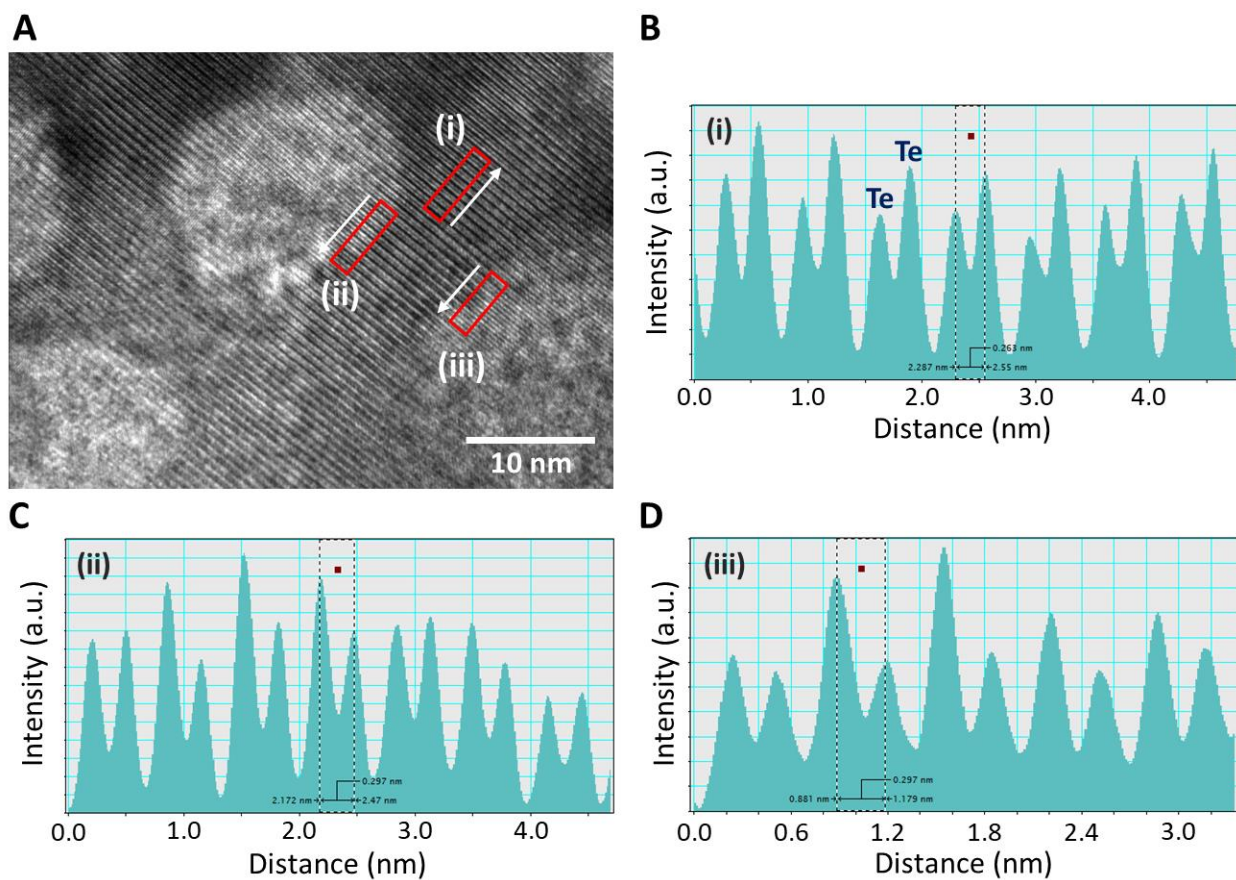 A
(i)
(ii)
(iii)
10 nm
B
(i)
Te
Te
0.263 nm
2.287 nm
2.55 nm
Intensity (a.u.)
0.0 1.0 2.0 3.0 4.0
Distance (nm)
C
(ii)
0.297 nm
2.172 nm
2.47 nm
Intensity (a.u.)
0.0 1.0 2.0 3.0 4.0
Distance (nm)
D
(iii)
0.297 nm
0.881 nm
1.179 nm
Intensity (a.u.)
0.0 0.6 1.2 1.8 2.4 3.0
Distance (nm)